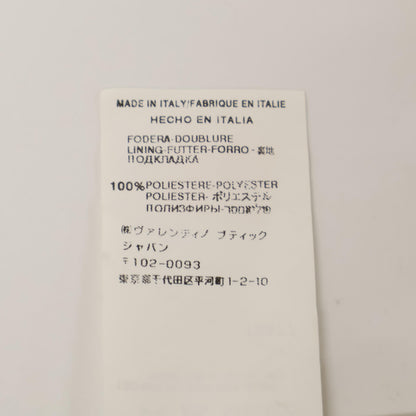 MADE IN ITALY/FABRIQUE EN ITALIE
HECHO EN ITALIA
FODERA-DOUBLURE
LINING-FUTTER-FORRO-裏地
ПОДКЛАДКА
100% POLIESTERE-POLYESTER
POLIESTER-ポリエステル
ПОЛИЭФИРЫ-
㈱ヴァレンティノ ブティック
ジャパン
〒102-0093
東京都千代田区平河町1-2-10